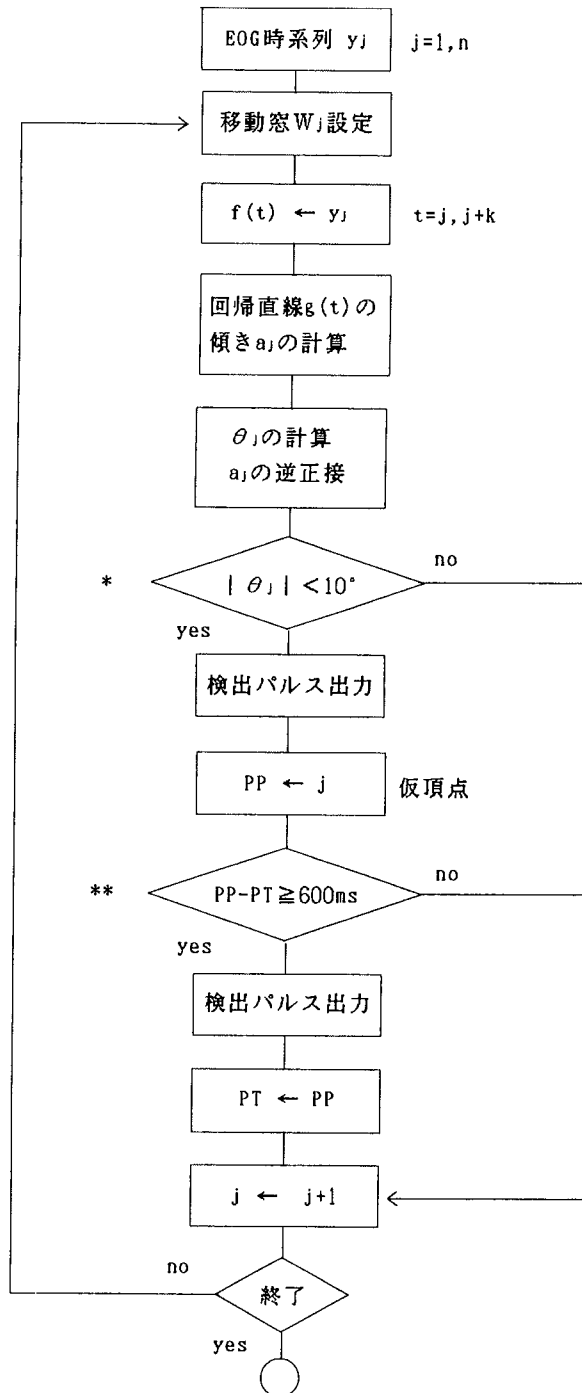 EOG時系列 yj j=1,n
移動窓Wj設定
f(t) ← yj t=j,j+k
回帰直線g(t)の
傾きajの計算
θjの計算
ajの逆正接
* |θj|<10° no
yes
検出パルス出力
PP ← j 仮頂点
** PP-PT≧600ms no
yes
検出パルス出力
PT ← PP
j ← j+1
no 終了
yes